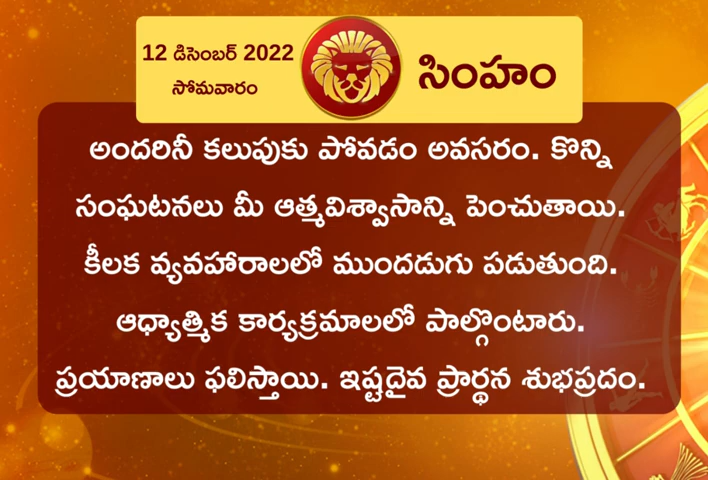 12 డిసెంబర్ 2022
సోమవారం
సింహం
అందరినీ కలుపుకు పోవడం అవసరం. కొన్ని
సంఘటనలు మీ ఆత్మవిశ్వాసాన్ని పెంచుతాయి.
కీలక వ్యవహారాలలో ముందడుగు పడుతుంది.
ఆధ్యాత్మిక కార్యక్రమాలలో పాల్గొంటారు.
ప్రయాణాలు ఫలిస్తాయి. ఇష్టదైవ ప్రార్థన శుభప్రదం.